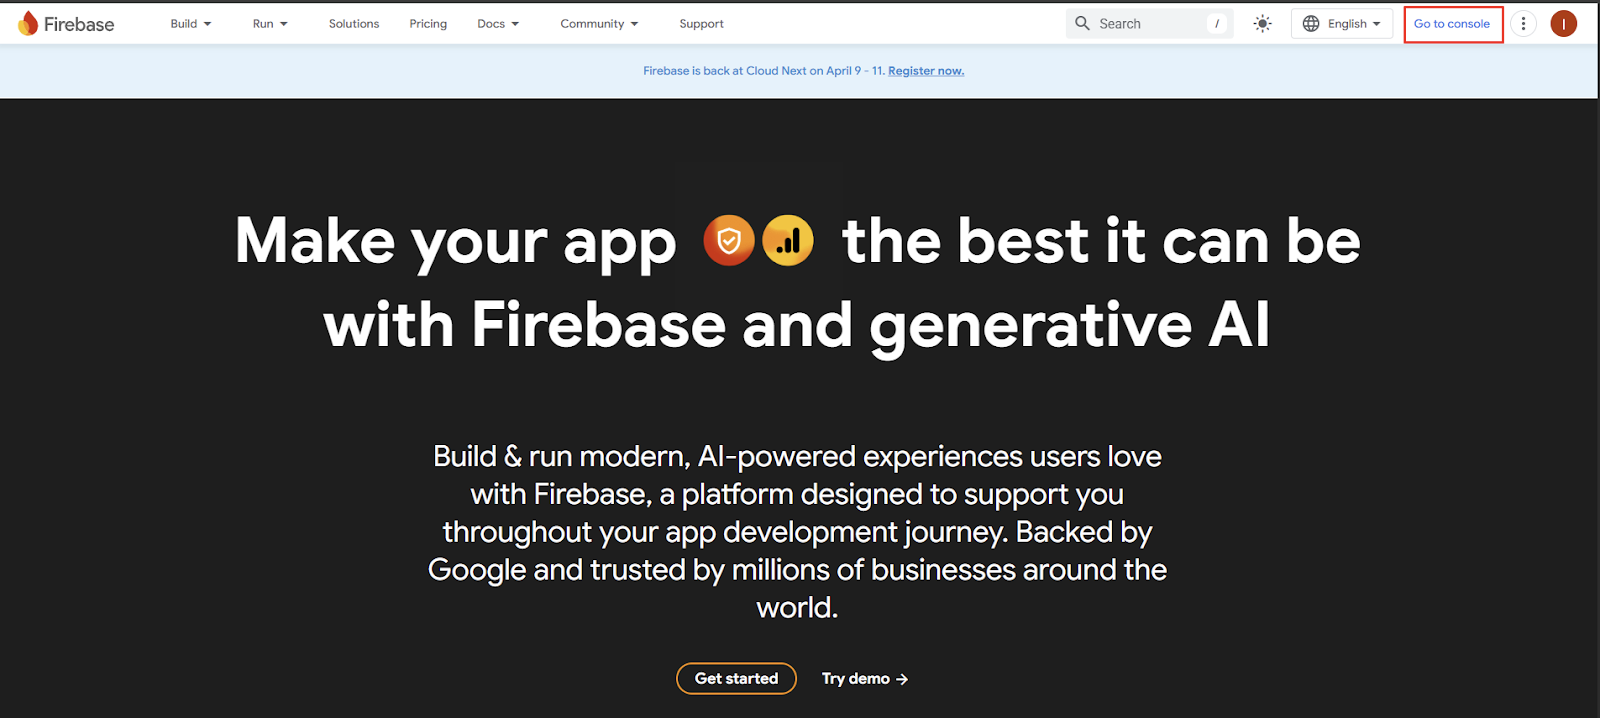 Firebase Build Run Solutions Pricing Docs Community Support Search / English Go to console I
Firebase is back at Cloud Next on April 9 - 11. Register now.
Make your app the best it can be
with Firebase and generative AI
Build & run modern, AI-powered experiences users love
with Firebase, a platform designed to support you
throughout your app development journey. Backed by
Google and trusted by millions of businesses around the
world.
Get started Try demo →